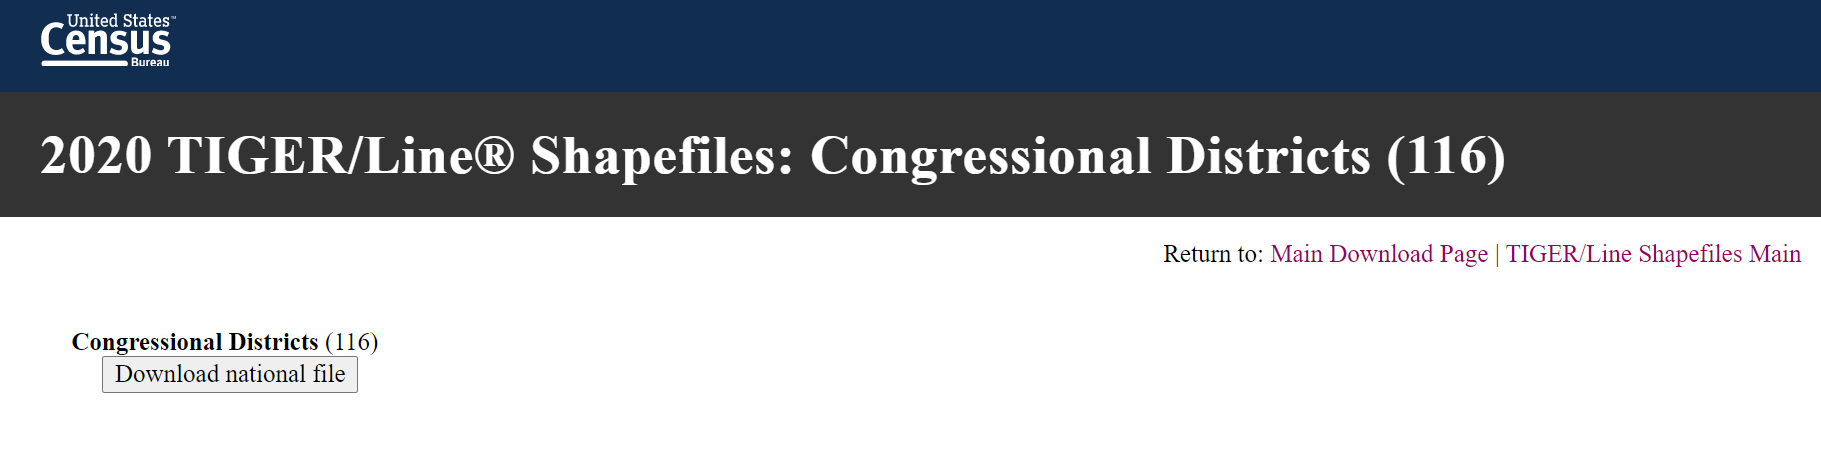 United States™
Census
Bureau
2020 TIGER/Line® Shapefiles: Congressional Districts (116)
Return to: Main Download Page | TIGER/Line Shapefiles Main
Congressional Districts (116)
Download national file